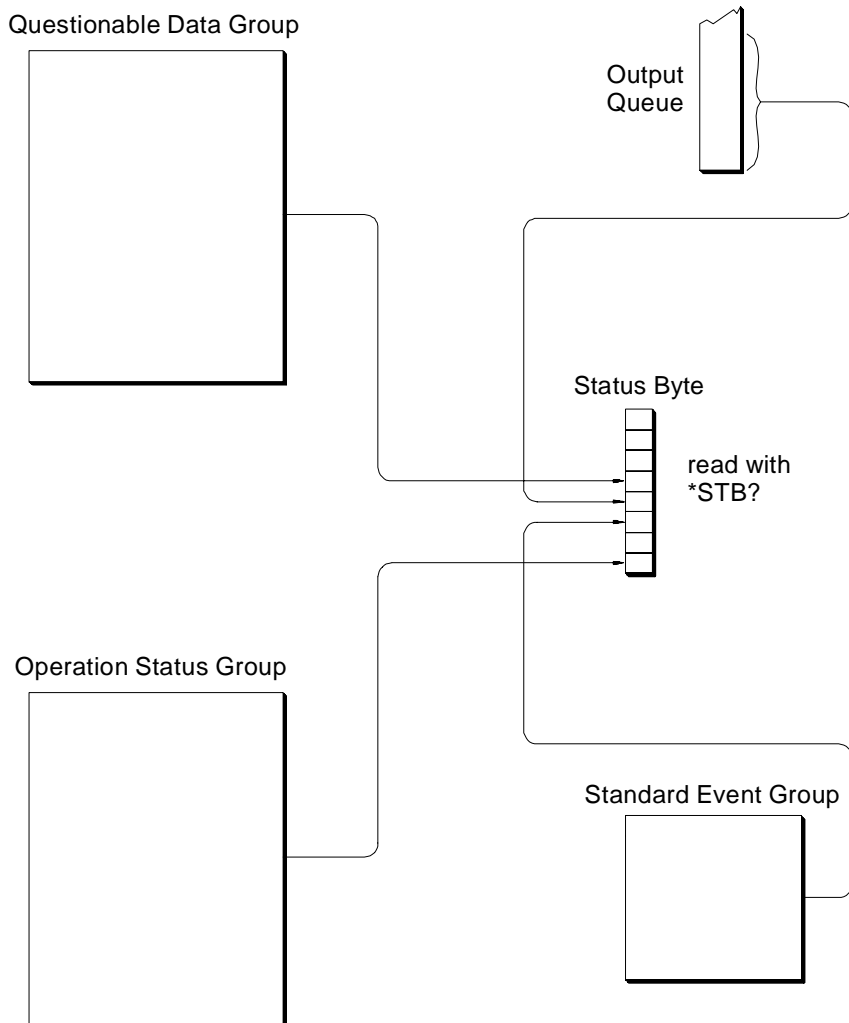 Questionable Data Group
Output
Queue
Status Byte
read with
*STB?
Operation Status Group
Standard Event Group